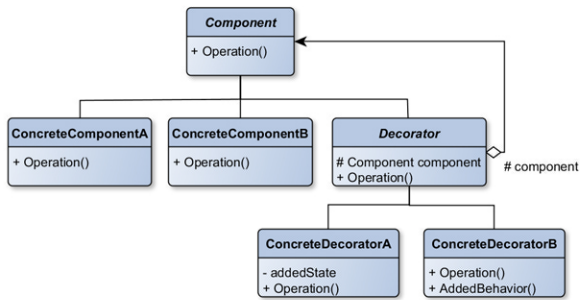 Component
+ Operation()
ConcreteComponentA
+ Operation()
ConcreteComponentB
+ Operation()
Decorator
# Component component
+ Operation()
# component
ConcreteDecoratorA
- addedState
+ Operation()
ConcreteDecoratorB
+ Operation()
+ AddedBehavior()